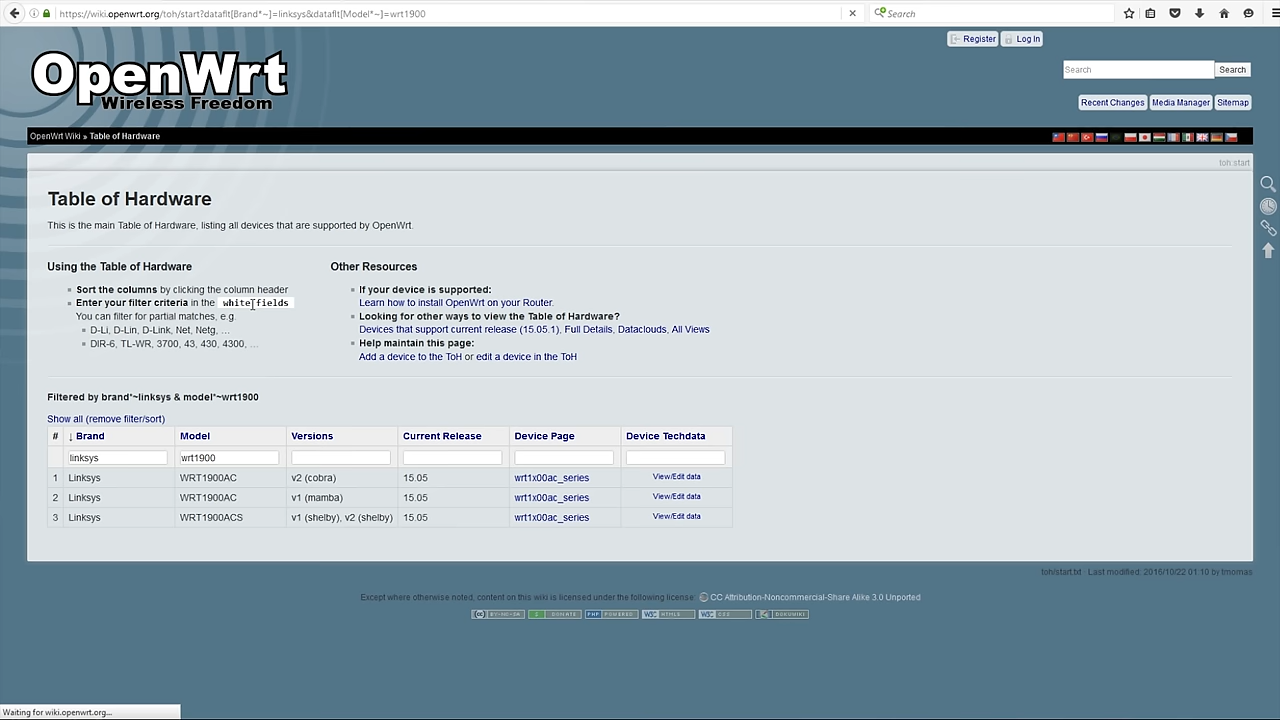 https://wiki.openwrt.org/toh/start?dataflt[Brand*~]=linksys&dataflt[Model*~]=wrt1900
Search
Register
Log In
OpenWrt
Wireless Freedom
Search
Search
Recent Changes
Media Manager
Sitemap
OpenWrt Wiki » Table of Hardware
toh:start
Table of Hardware
This is the main Table of Hardware, listing all devices that are supported by OpenWrt.
Using the Table of Hardware
Sort the columns by clicking the column header
Enter your filter criteria in the white fields
You can filter for partial matches, e.g.
D-Li, D-Lin, D-Link, Net, Netg, ...
DIR-6, TL-WR, 3700, 43, 430, 4300, ...
Other Resources
If your device is supported:
Learn how to install OpenWrt on your Router.
Looking for other ways to view the Table of Hardware?
Devices that support current release (15.05.1), Full Details, Dataclouds, All Views
Help maintain this page:
Add a device to the ToH or edit a device in the ToH
Filtered by brand*~linksys & model*~wrt1900
Show all (remove filter/sort)
# ↓ Brand Model Versions Current Release Device Page Device Techdata
linksys wrt1900
1 Linksys WRT1900AC v2 (cobra) 15.05 wrt1x00ac_series View/Edit data
2 Linksys WRT1900AC v1 (mamba) 15.05 wrt1x00ac_series View/Edit data
3 Linksys WRT1900ACS v1 (shelby), v2 (shelby) 15.05 wrt1x00ac_series View/Edit data
toh/start.txt · Last modified: 2016/10/22 01:10 by tmomas
Except where otherwise noted, content on this wiki is licensed under the following license: CC Attribution-Noncommercial-Share Alike 3.0 Unported
DONATE
PHP POWERED
W3C
W3C CSS
DOKUWIKI
Waiting for wiki.openwrt.org...